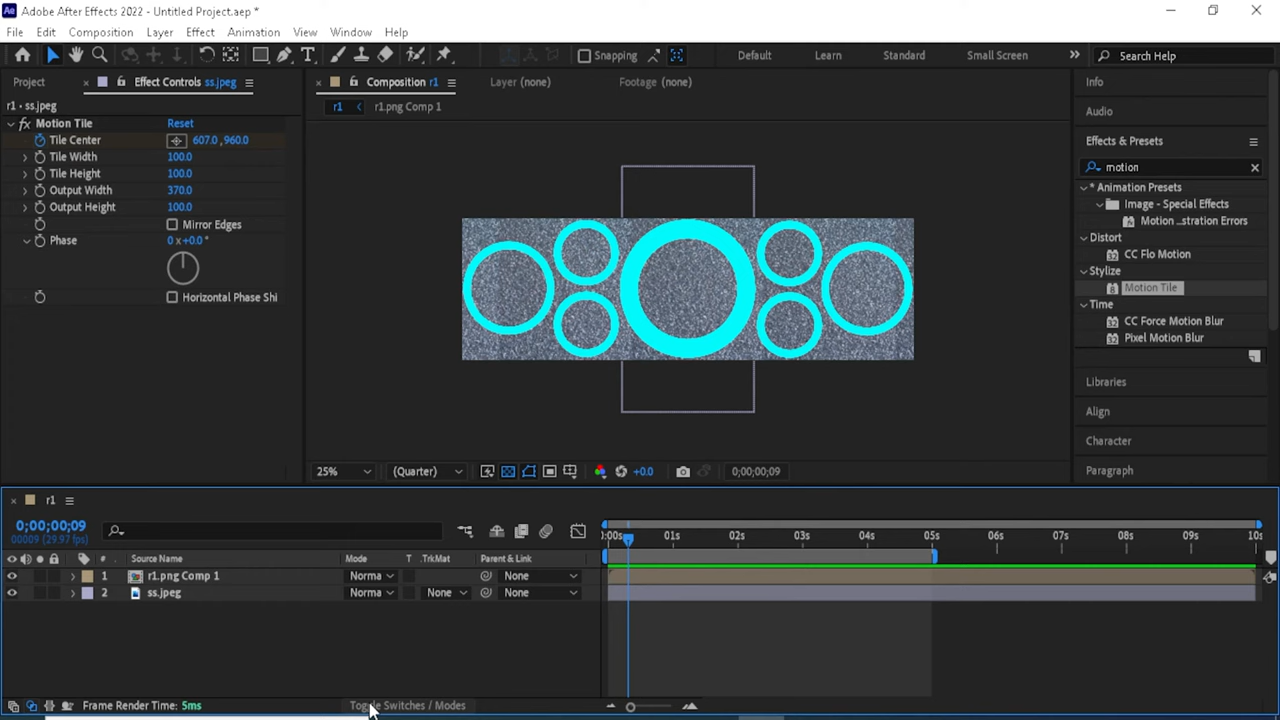 Adobe After Effects 2022 - Untitled Project.aep *
File Edit Composition Layer Effect Animation View Window Help
Snapping Default Learn Standard Small Screen Search Help
Project Effect Controls ss.jpeg Composition r1 Layer (none) Footage (none) Info
r1 • ss.jpeg r1 r1.png Comp 1 Audio
fx Motion Tile Reset
Tile Center 607.0 ,960.0 Effects & Presets
Tile Width 100.0 motion
Tile Height 100.0
Output Width 370.0 * Animation Presets
Output Height 100.0 Image - Special Effects
Mirror Edges Motion ...stration Errors
Phase 0 x+0.0 ° Distort
CC Flo Motion
Stylize
Motion Tile
Horizontal Phase Shi Time
CC Force Motion Blur
Pixel Motion Blur
Libraries
Align
Character
25% (Quarter) +0.0 0;00;00;09 Paragraph
r1
0;00;00;09
00009 (29.97 fps) :00s 01s 02s 03s 04s 05s 06s 07s 08s 09s 10s
# Source Name Mode T .TrkMat Parent & Link
1 r1.png Comp 1 Norma None
2 ss.jpeg Norma None None
Frame Render Time: 5ms Toggle Switches / Modes